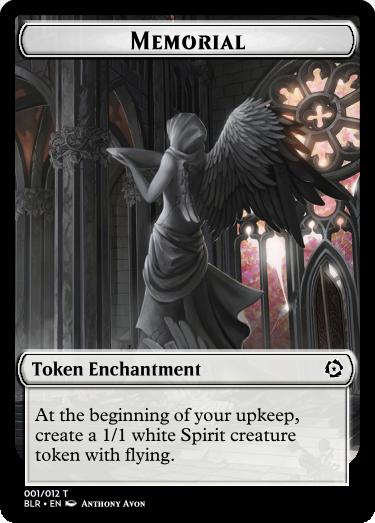 Memorial
Token Enchantment
At the beginning of your upkeep,
create a 1/1 white Spirit creature
token with flying.
001/012 T
BLR • EN Anthony Avon